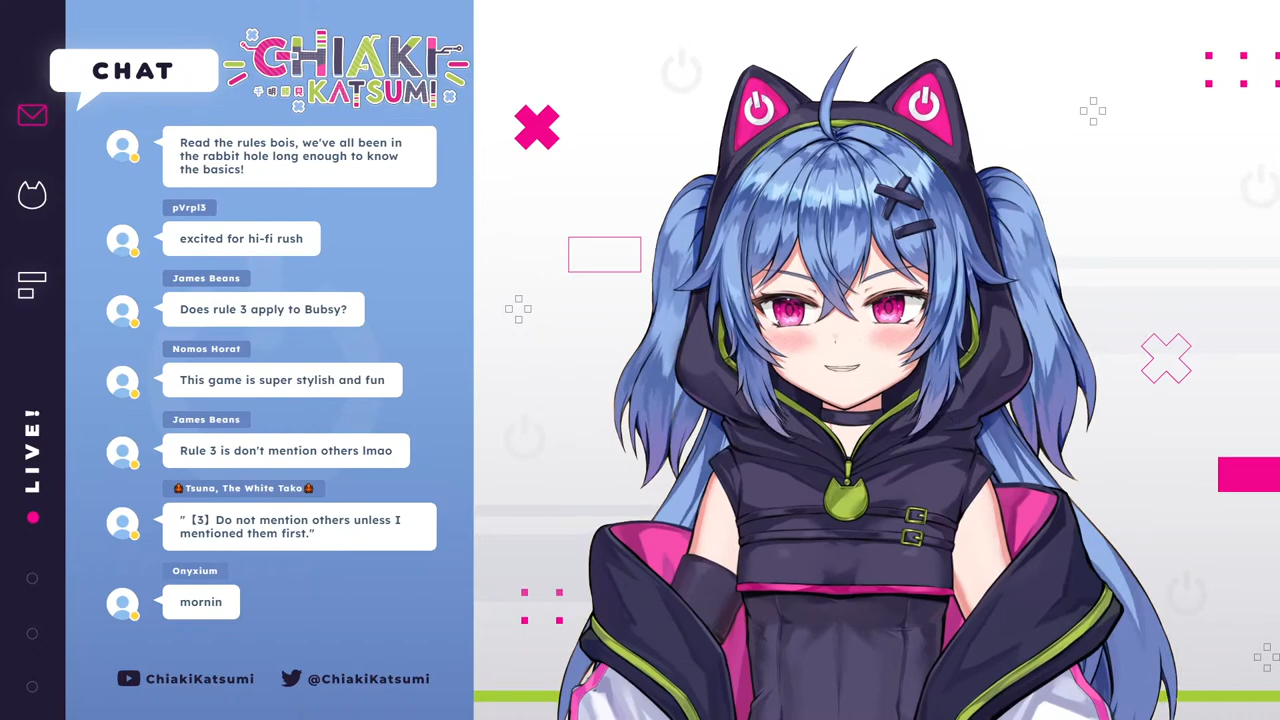 CHAT
CHIAKI
KATSUMI
Read the rules bois, we've all been in
the rabbit hole long enough to know
the basics!
pVrpl3
excited for hi-fi rush
James Beans
Does rule 3 apply to Bubsy?
Nomos Horat
This game is super stylish and fun
James Beans
Rule 3 is don't mention others lmao
Tsuna, The White Tako
"【3】Do not mention others unless I
mentioned them first."
Onyxium
mornin
LIVE!
ChiakiKatsumi
@ChiakiKatsumi